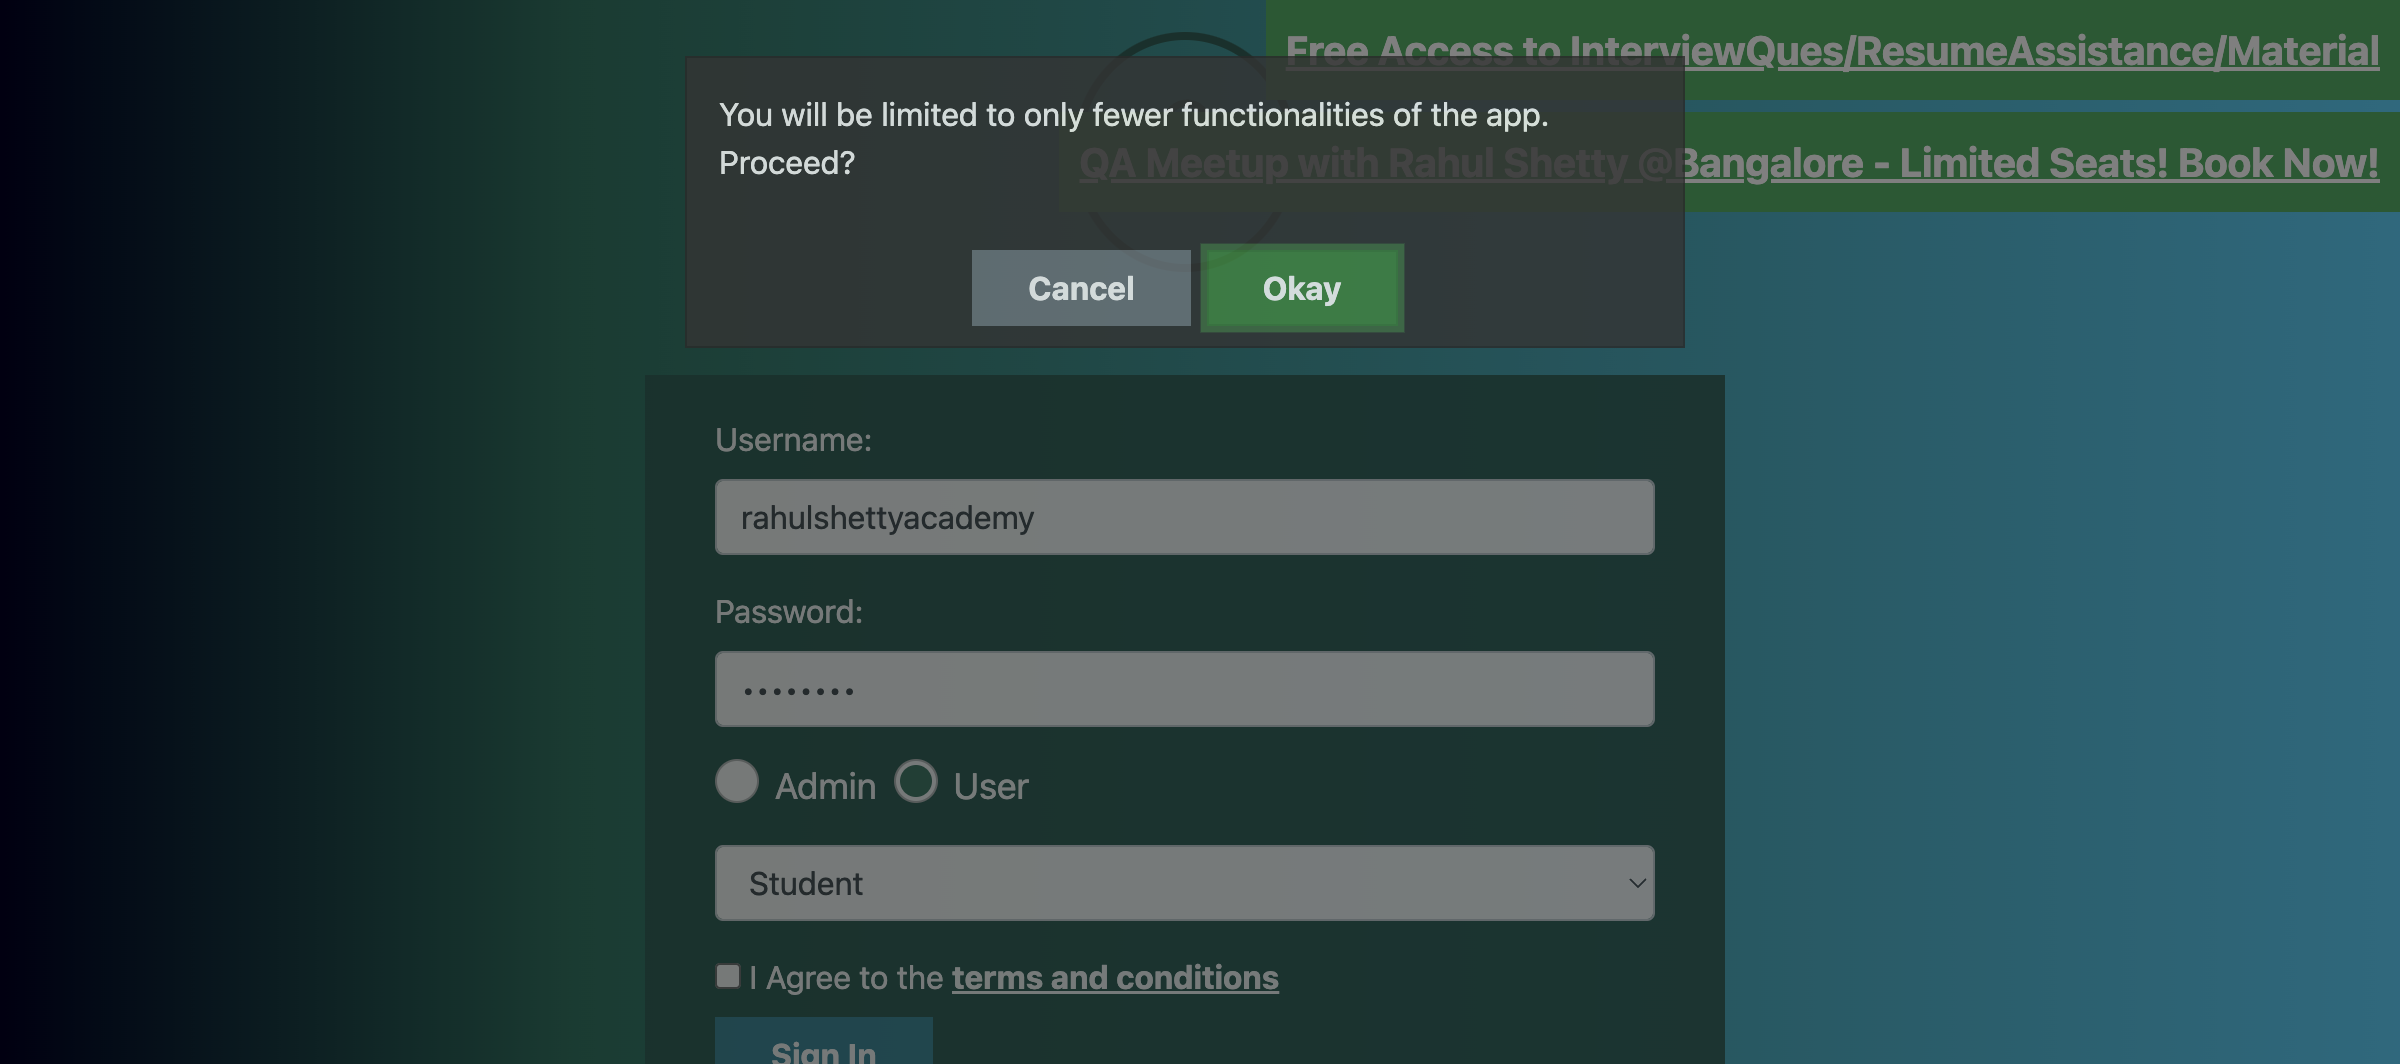 Free Access to InterviewQues/ResumeAssistance/Material
You will be limited to only fewer functionalities of the app.
Proceed?
QA Meetup with Rahul Shetty @Bangalore - Limited Seats! Book Now!
Cancel
Okay
Username:
rahulshettyacademy
Password:
••••••••
Admin
User
Student
I Agree to the terms and conditions
Sign In